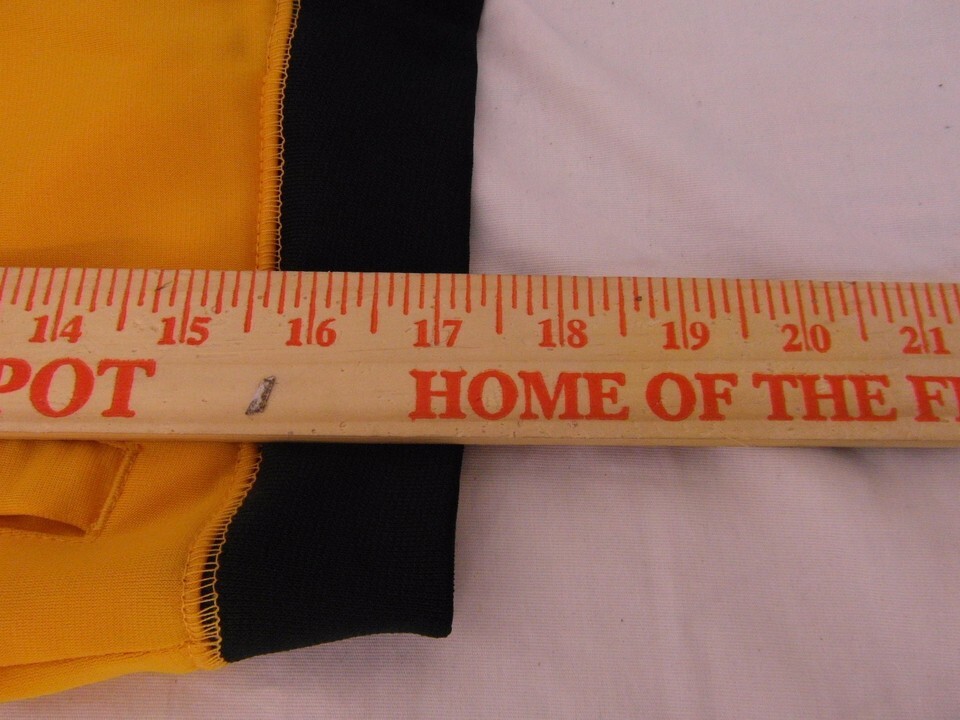 14 15 16 17 18 19 20 21
POT HOME OF THE F